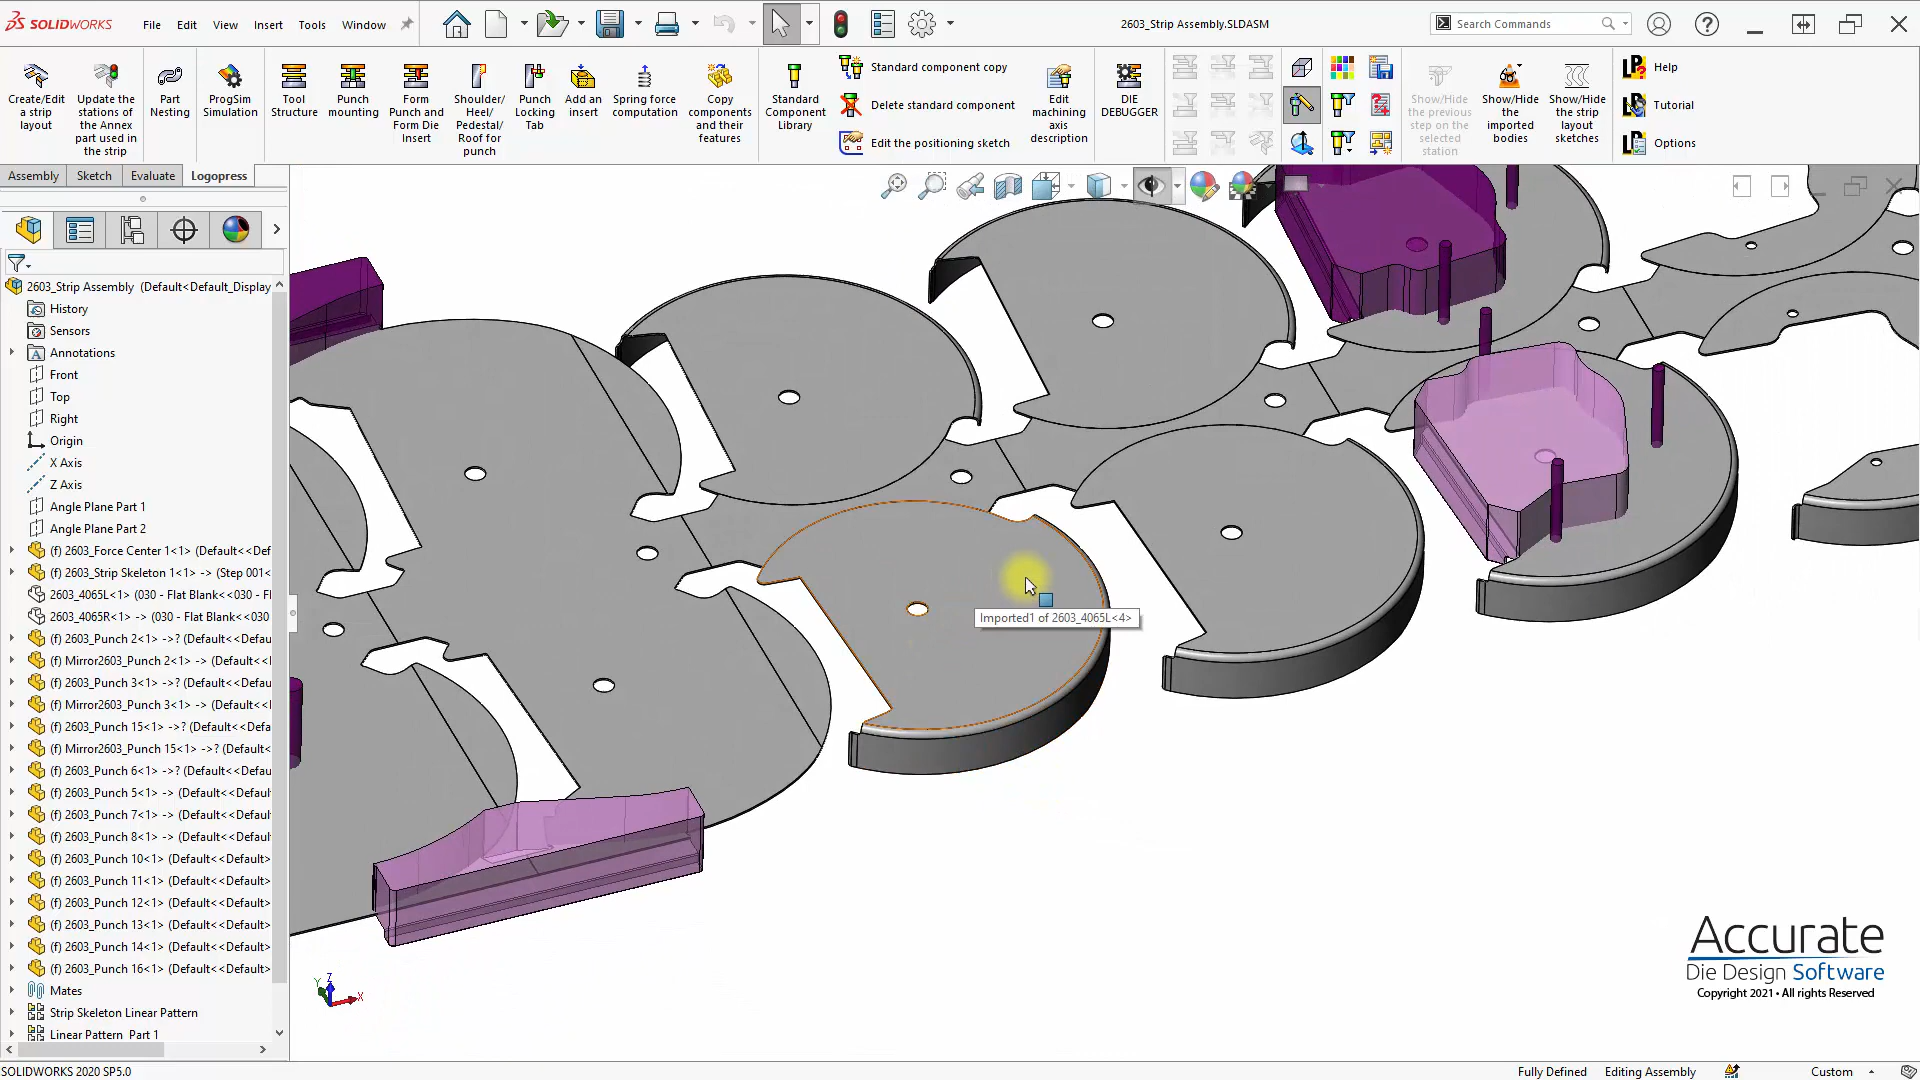 SOLIDWORKS
File Edit View Insert Tools Window
2603_Strip Assembly.SLDASM
Search Commands
Create/Edit a strip layout
Update the stations of the Annex part used in the strip
Part Nesting
ProgSim Simulation
Tool Structure
Punch mounting
Form Punch and Form Die Insert
Shoulder/ Heel/ Pedestal/ Roof for punch
Punch Locking Tab
Add an insert
Spring force computation
Copy components and their features
Standard Component Library
Standard component copy
Delete standard component
Edit the positioning sketch
Edit machining axis description
DIE DEBUGGER
Show/Hide the previous step on the selected station
Show/Hide the imported bodies
Show/Hide the strip layout sketches
Help
Tutorial
Options
Assembly Sketch Evaluate Logopress
2603_Strip Assembly (Default<Default_Display
History
Sensors
Annotations
Front
Top
Right
Origin
X Axis
Z Axis
Angle Plane Part 1
Angle Plane Part 2
(f) 2603_Force Center 1<1> (Default<<Def
(f) 2603_Strip Skeleton 1<1> -> (Step 001<
2603_4065L<1> (030 - Flat Blank<<030 - Fl
2603_4065R<1> -> (030 - Flat Blank<<030
(f) 2603_Punch 2<1> ->? (Default<<Defau
(f) Mirror2603_Punch 2<1> -> (Default<<
(f) 2603_Punch 3<1> ->? (Default<<Defau
(f) Mirror2603_Punch 3<1> -> (Default<<
(f) 2603_Punch 15<1> ->? (Default<<Defa
(f) Mirror2603_Punch 15<1> ->? (Default<
(f) 2603_Punch 6<1> ->? (Default<<Defau
(f) 2603_Punch 5<1> -> (Default<<Default
(f) 2603_Punch 7<1> -> (Default<<Default
(f) 2603_Punch 8<1> -> (Default<<Default
(f) 2603_Punch 10<1> (Default<<Default>
(f) 2603_Punch 11<1> (Default<<Default>
(f) 2603_Punch 12<1> (Default<<Default>
(f) 2603_Punch 13<1> (Default<<Default>
(f) 2603_Punch 14<1> (Default<<Default>
(f) 2603_Punch 16<1> (Default<<Default>
Mates
Strip Skeleton Linear Pattern
Linear Pattern Part 1
Imported1 of 2603_4065L<4>
Y Z X
Accurate
Die Design Software
Copyright 2021 • All rights Reserved
SOLIDWORKS 2020 SP5.0
Fully Defined Editing Assembly Custom